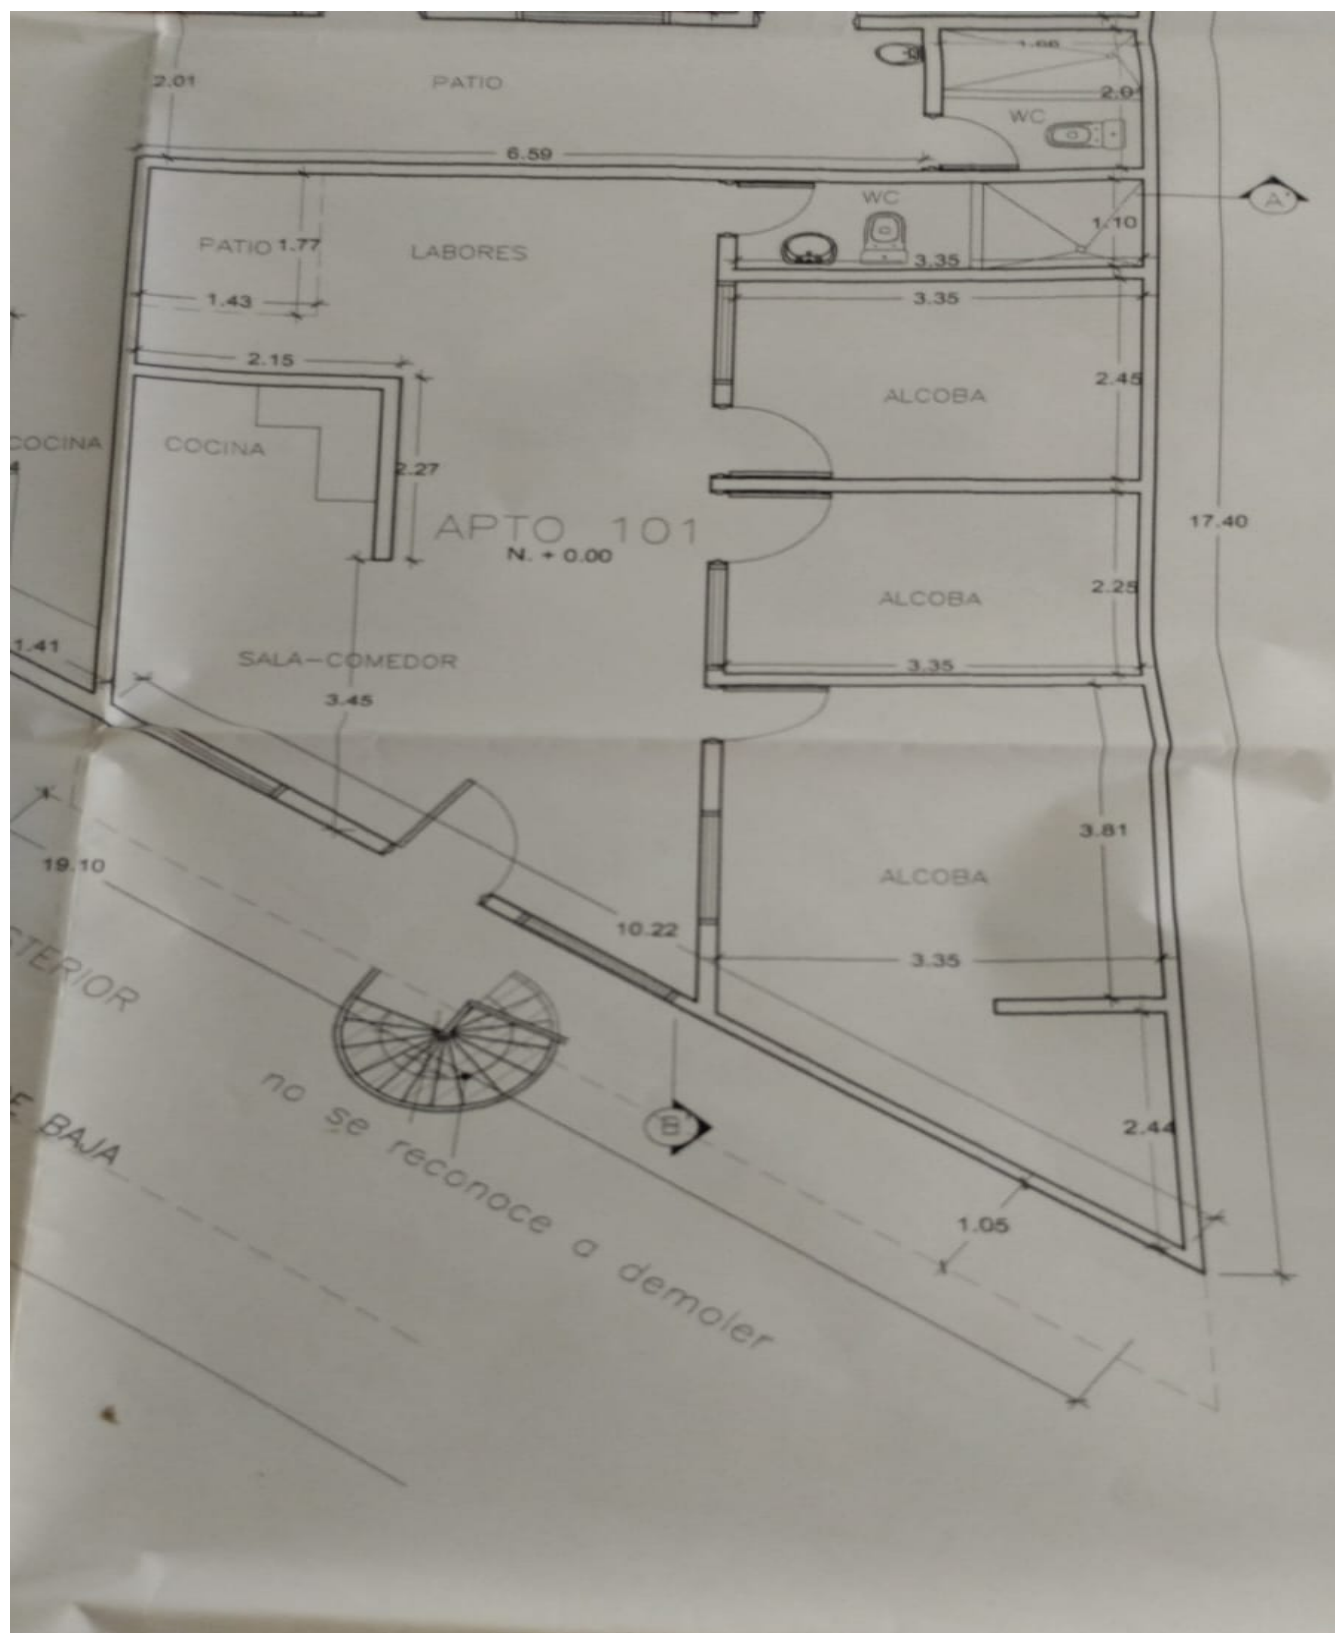 1.66
2.01
PATIO
2.0
WC
6.59
WC
A'
PATIO
1.77
LABORES
1.10
3.35
1.43
3.35
2.15
2.45
ALCOBA
COCINA
COCINA
2.27
APTO 101
N. + 0.00
17.40
2.25
ALCOBA
1.41
SALA-COMEDOR
3.35
3.45
3.81
19.10
ALCOBA
10.22
3.35
TERIOR
no se reconoce a demoler
E BAJA
2.44
1.05